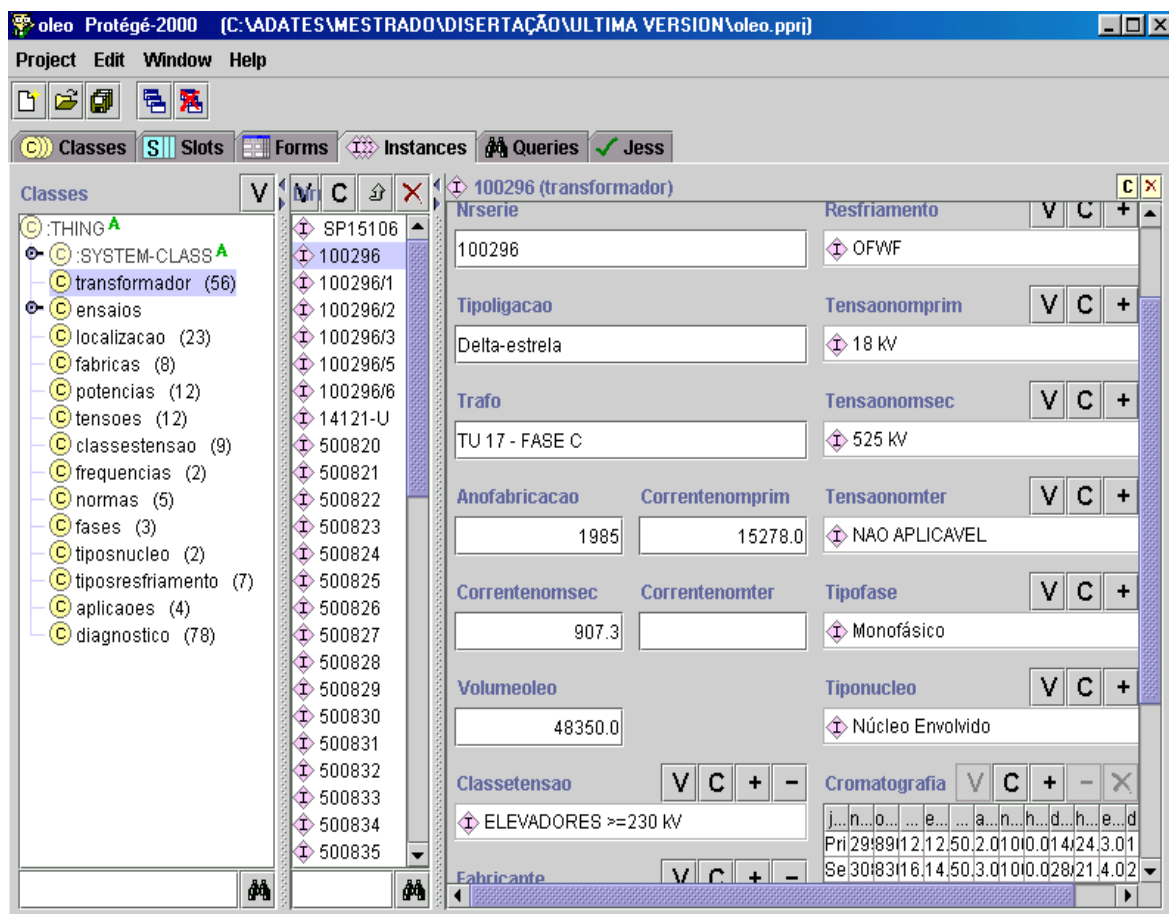 oleo Protégé-2000 (C:\ADATES\MESTRADO\DISERTAÇÃO\ULTIMA VERSION\oleo.pprj)
Project Edit Window Help
Classes Slots Forms Instances Queries Jess
Classes V
:THING A
:SYSTEM-CLASS A
transformador (56)
ensaios
localizacao (23)
fabricas (8)
potencias (12)
tensoes (12)
classestensao (9)
frequencias (2)
normas (5)
fases (3)
tiposnucleo (2)
tiposresfriamento (7)
aplicaoes (4)
diagnostico (78)
V C
SP15106
100296
100296/1
100296/2
100296/3
100296/5
100296/6
14121-U
500820
500821
500822
500823
500824
500825
500826
500827
500828
500829
500830
500831
500832
500833
500834
500835
100296 (transformador) C
Nrserie
100296
Tipoligacao
Delta-estrela
Trafo
TU 17 - FASE C
Anofabricacao Correntenomprim
1985 15278.0
Correntenomsec Correntenomter
907.3
Volumeoleo
48350.0
Classetensao V C + −
ELEVADORES >=230 kV
Fabricante V C + −
Resfriamento V C +
OFWF
Tensaonomprim V C +
18 kV
Tensaonomsec V C +
525 kV
Tensaonomter V C +
NAO APLICAVEL
Tipofase V C +
Monofásico
Tiponucleo V C +
Núcleo Envolvido
Cromatografia V C + −
j... n... o... ... e... ... a... n... h... d... h... e... d
Pri
Se